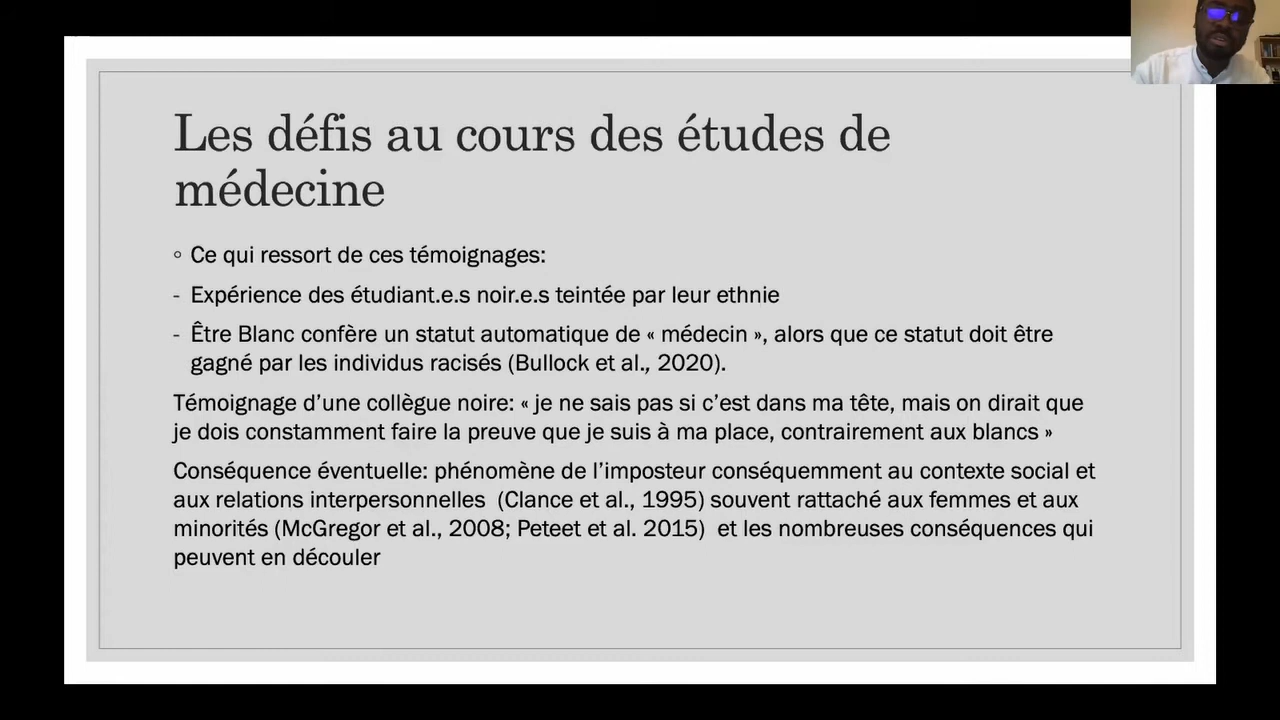 Les défis au cours des études de
médecine
◦ Ce qui ressort de ces témoignages:
- Expérience des étudiant.e.s noir.e.s teintée par leur ethnie
- Être Blanc confère un statut automatique de « médecin », alors que ce statut doit être
gagné par les individus racisés (Bullock et al., 2020).
Témoignage d’une collègue noire: « je ne sais pas si c’est dans ma tête, mais on dirait que
je dois constamment faire la preuve que je suis à ma place, contrairement aux blancs »
Conséquence éventuelle: phénomène de l’imposteur conséquemment au contexte social et
aux relations interpersonnelles (Clance et al., 1995) souvent rattaché aux femmes et aux
minorités (McGregor et al., 2008; Peteet et al. 2015) et les nombreuses conséquences qui
peuvent en découler